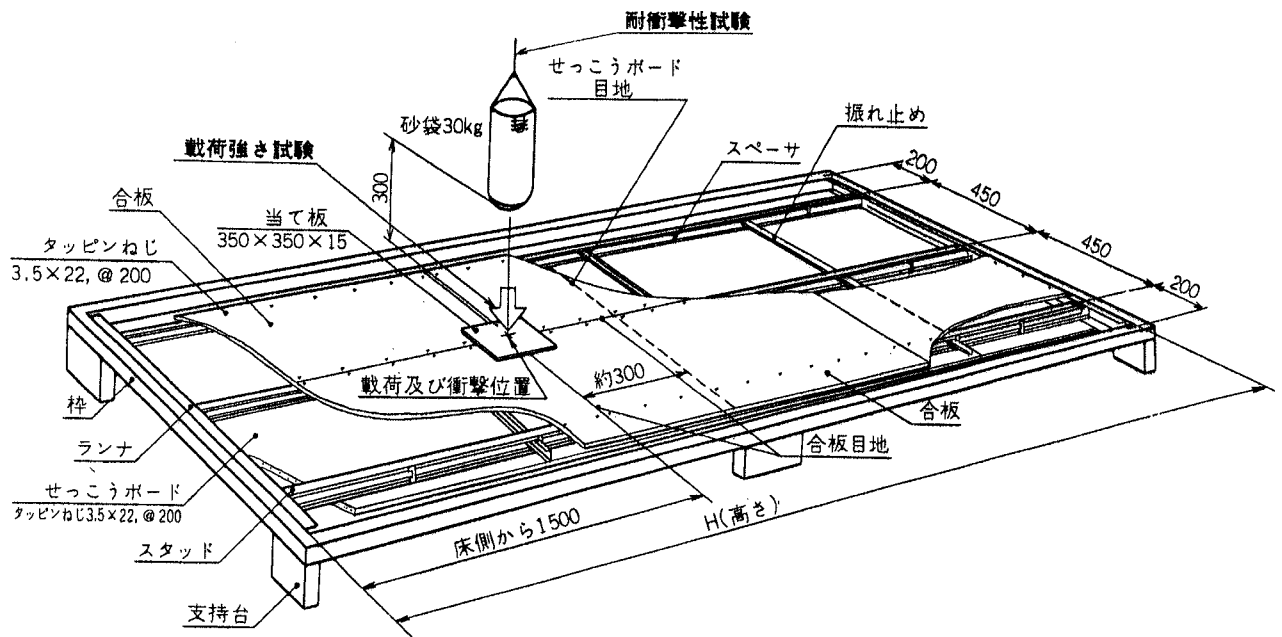 耐衝撃性試験
せっこうボード
目地
砂袋30kg
振れ止め
載荷強さ試験
スペーサ
300
200
合板
450
当て板
350×350×15
タッピンねじ
3.5×22, @ 200
450
200
約300
載荷及び衝撃位置
枠
合板
ランナ
合板目地
せっこうボード
タッピンねじ3.5×22, @ 200
床側から1500
H(高さ)
スタッド
支持台